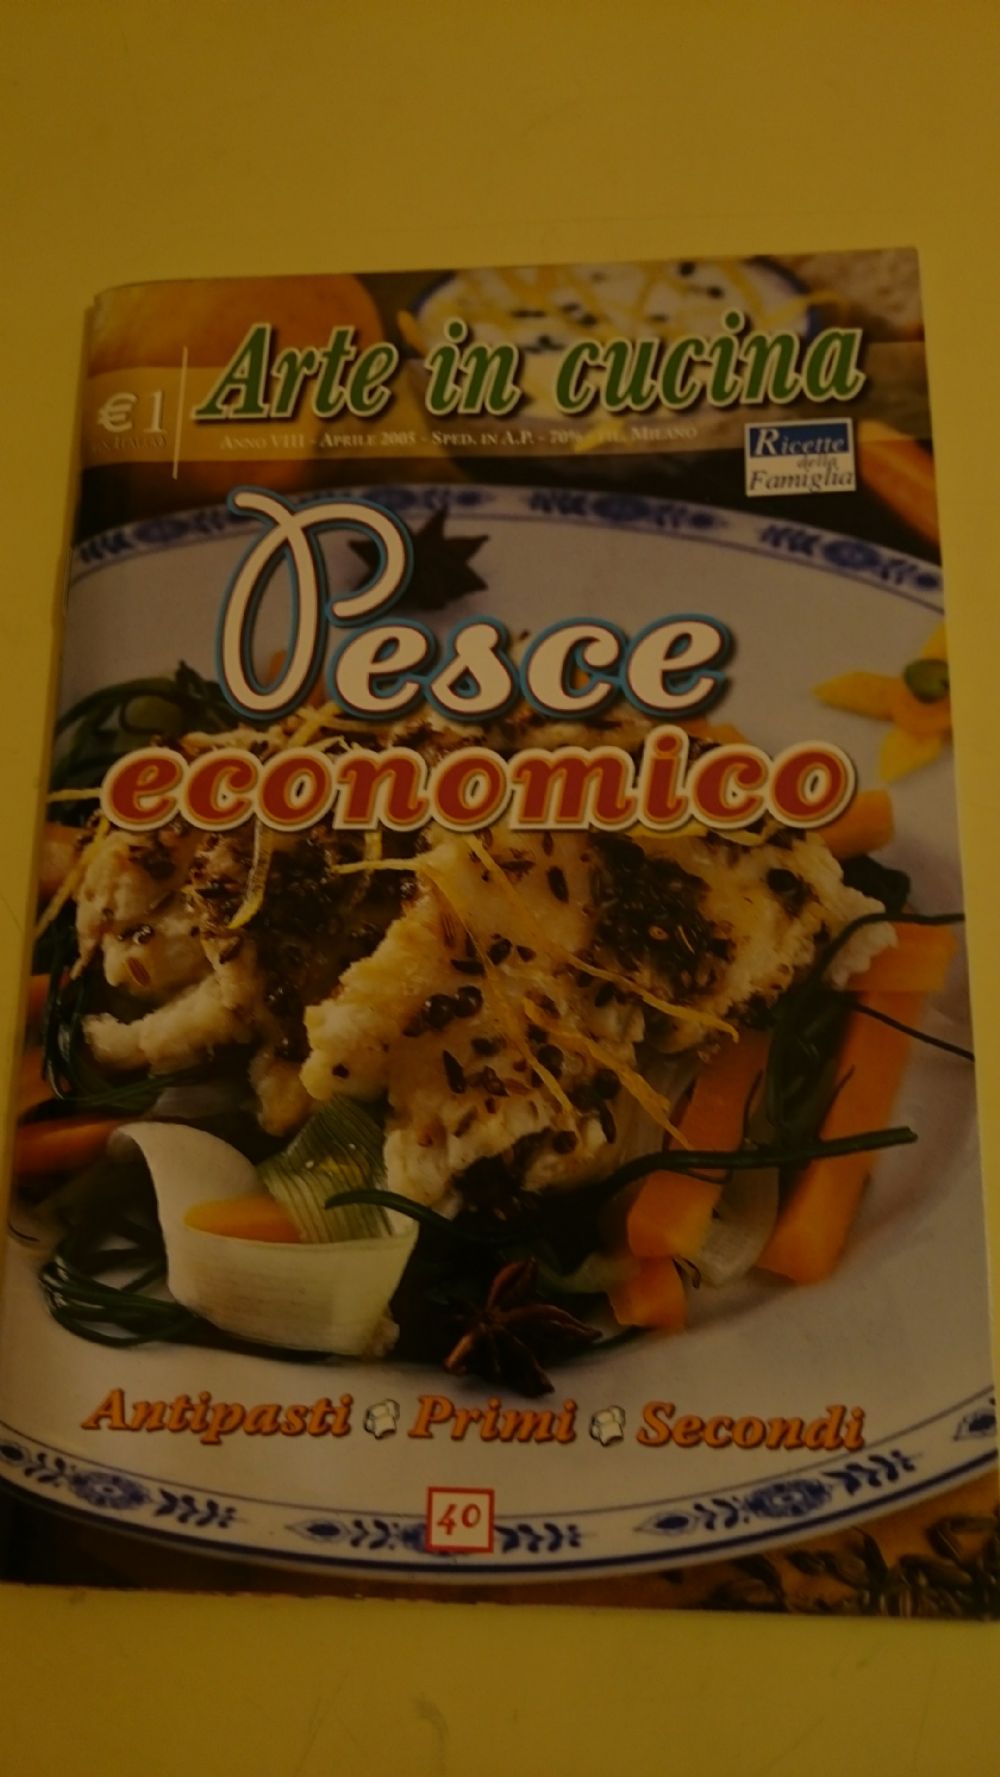 Arte in cucina
€1
ANNO VIII - APRILE 2005 - SPED. IN A.P. - 70% - MILANO
Ricette
della
Famiglia
Pesce
economico
Antipasti Primi Secondi
40